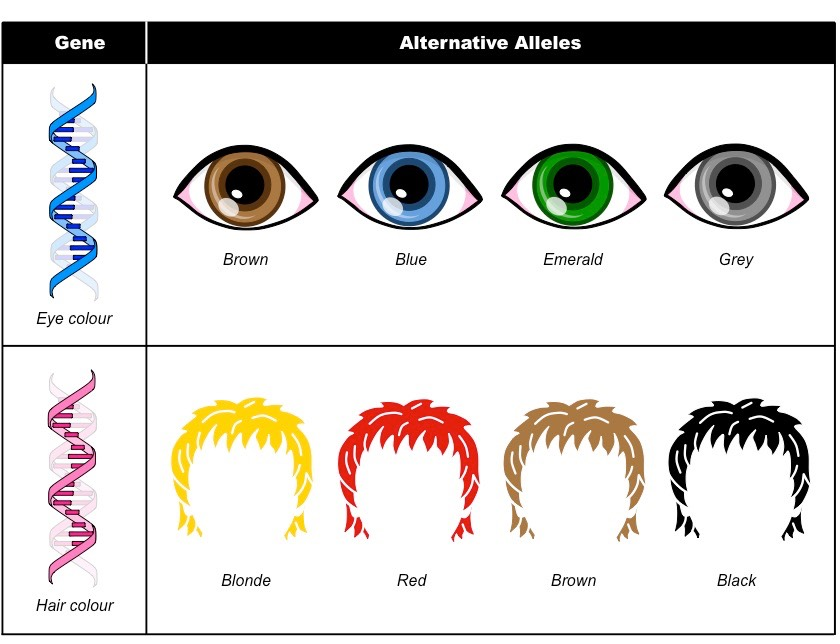 Gene
Alternative Alleles
Eye colour
Brown
Blue
Emerald
Grey
Hair colour
Blonde
Red
Brown
Black